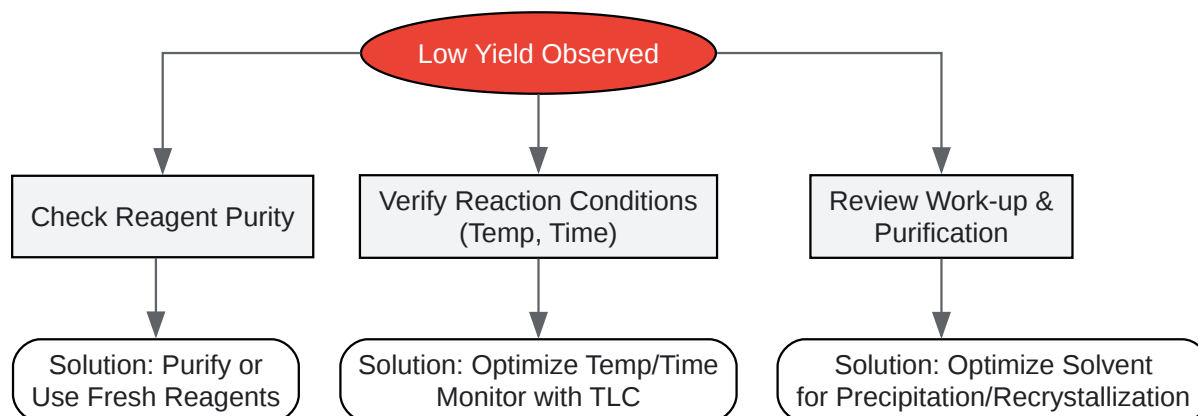 Low Yield Observed
Check Reagent Purity
Verify Reaction Conditions
(Temp, Time)
Review Work-up &
Purification
Solution: Purify or
Use Fresh Reagents
Solution: Optimize Temp/Time
Monitor with TLC
Solution: Optimize Solvent
for Precipitation/Recrystallization